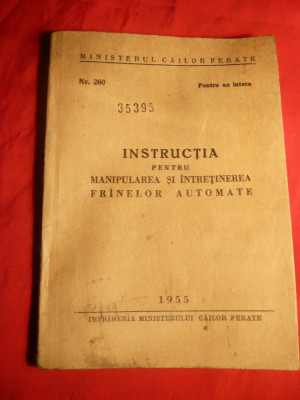 MINISTERUL CĂILOR FERATE
Nr. 260 Pentru uz intern
35395
INSTRUCȚIA
PENTRU
MANIPULAREA ȘI ÎNTREȚINEREA
FRÎNELOR AUTOMATE
1955
IMPRIMERIA MINISTERULUI CĂILOR FERATE